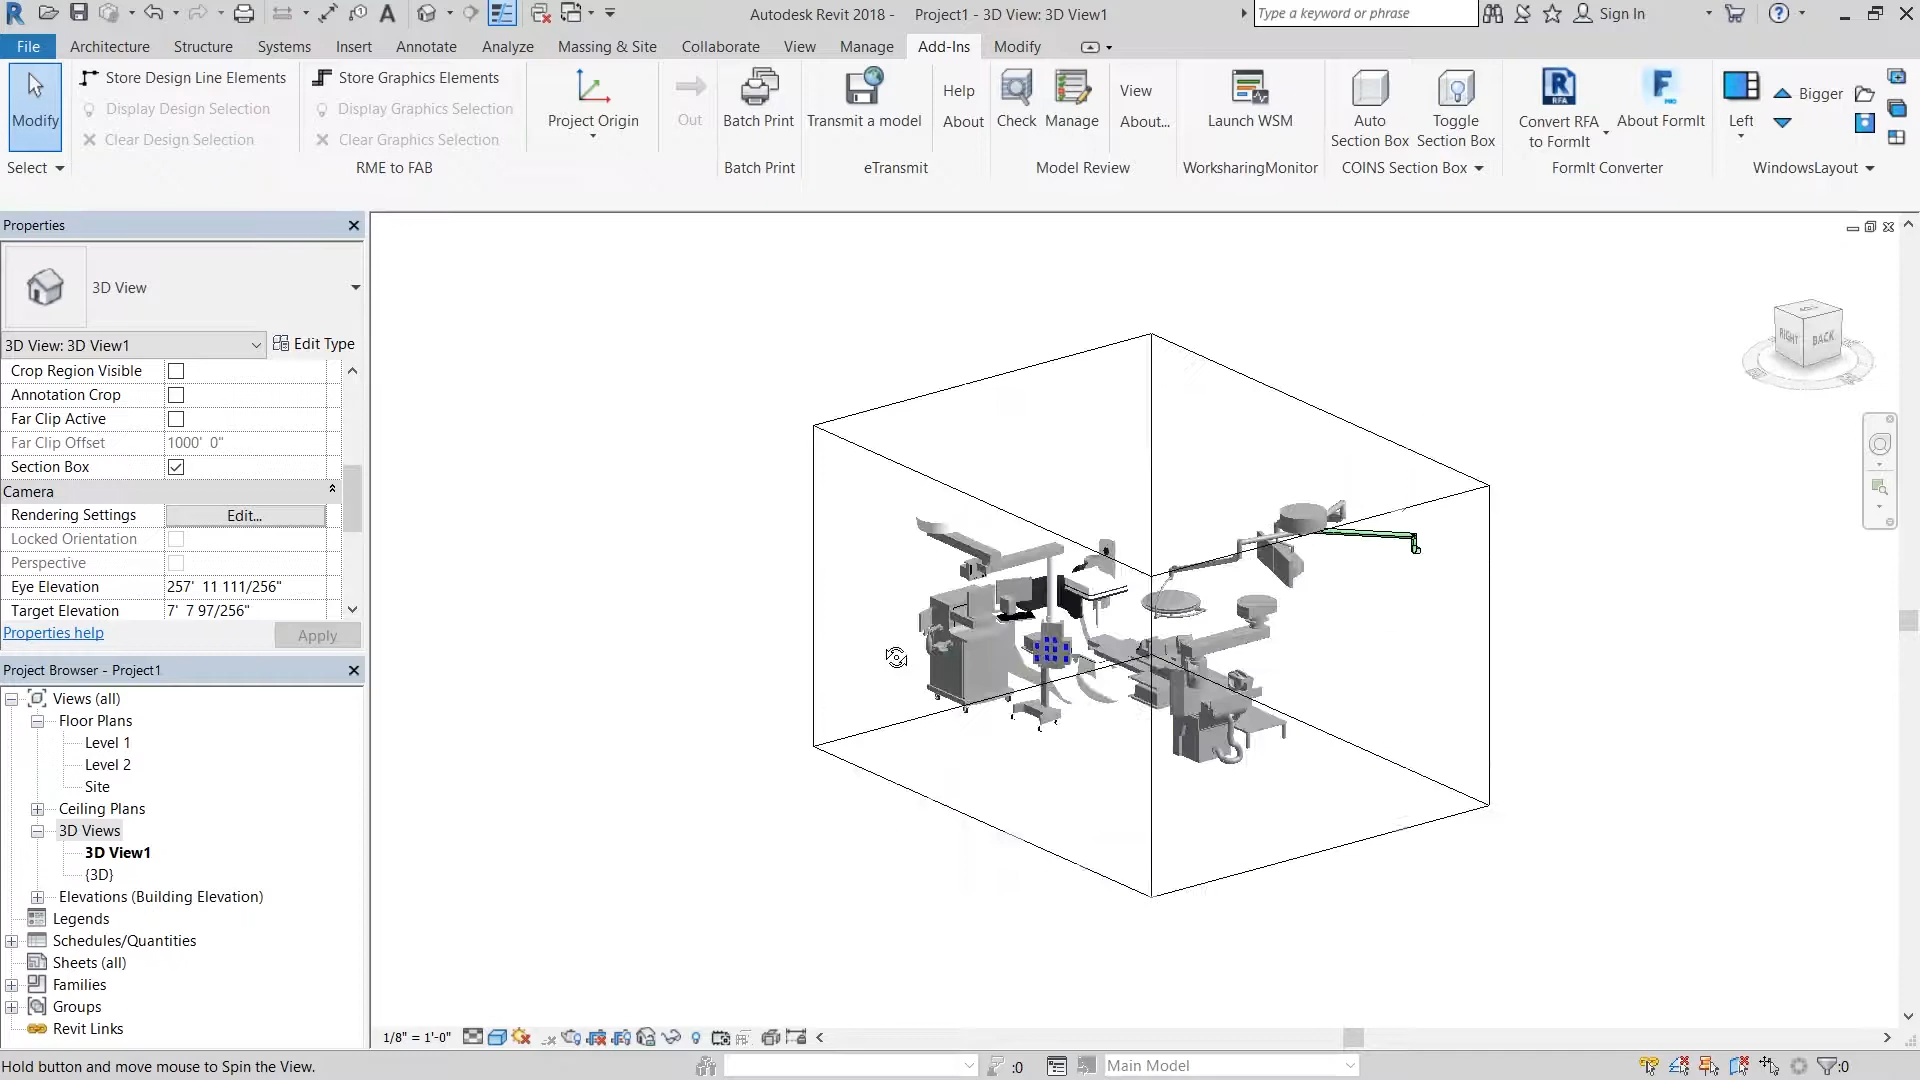 Autodesk Revit 2018 - Project1 - 3D View: 3D View1
Type a keyword or phrase
Sign In
File Architecture Structure Systems Insert Annotate Analyze Massing & Site Collaborate View Manage Add-Ins Modify
Modify
Select
Store Design Line Elements
Display Design Selection
Clear Design Selection
Store Graphics Elements
Display Graphics Selection
Clear Graphics Selection
RME to FAB
Project Origin
Out
Batch Print
Batch Print
Transmit a model
Help
About
eTransmit
Check
Manage
View
About...
Model Review
Launch WSM
WorksharingMonitor
Auto
Section Box
Toggle
Section Box
COINS Section Box
RFA
Convert RFA
to FormIt
PRO
About FormIt
FormIt Converter
Left
Bigger
WindowsLayout
Properties
3D View
3D View: 3D View1
Edit Type
Crop Region Visible
Annotation Crop
Far Clip Active
Far Clip Offset 1000' 0"
Section Box
Camera
Rendering Settings Edit...
Locked Orientation
Perspective
Eye Elevation 257' 11 111/256"
Target Elevation 7' 7 97/256"
Properties help
Apply
Project Browser - Project1
Views (all)
Floor Plans
Level 1
Level 2
Site
Ceiling Plans
3D Views
3D View1
{3D}
Elevations (Building Elevation)
Legends
Schedules/Quantities
Sheets (all)
Families
Groups
Revit Links
RIGHT
BACK
1/8" = 1'-0"
Hold button and move mouse to Spin the View.
:0
Main Model
:0